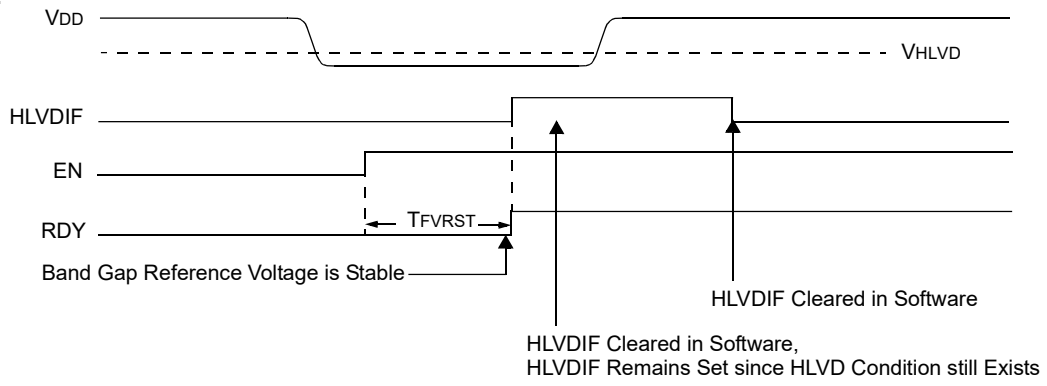 VDD
VHLVD
HLVDIF
EN
TFVRST
RDY
Band Gap Reference Voltage is Stable
HLVDIF Cleared in Software
HLVDIF Cleared in Software,
HLVDIF Remains Set since HLVD Condition still Exists